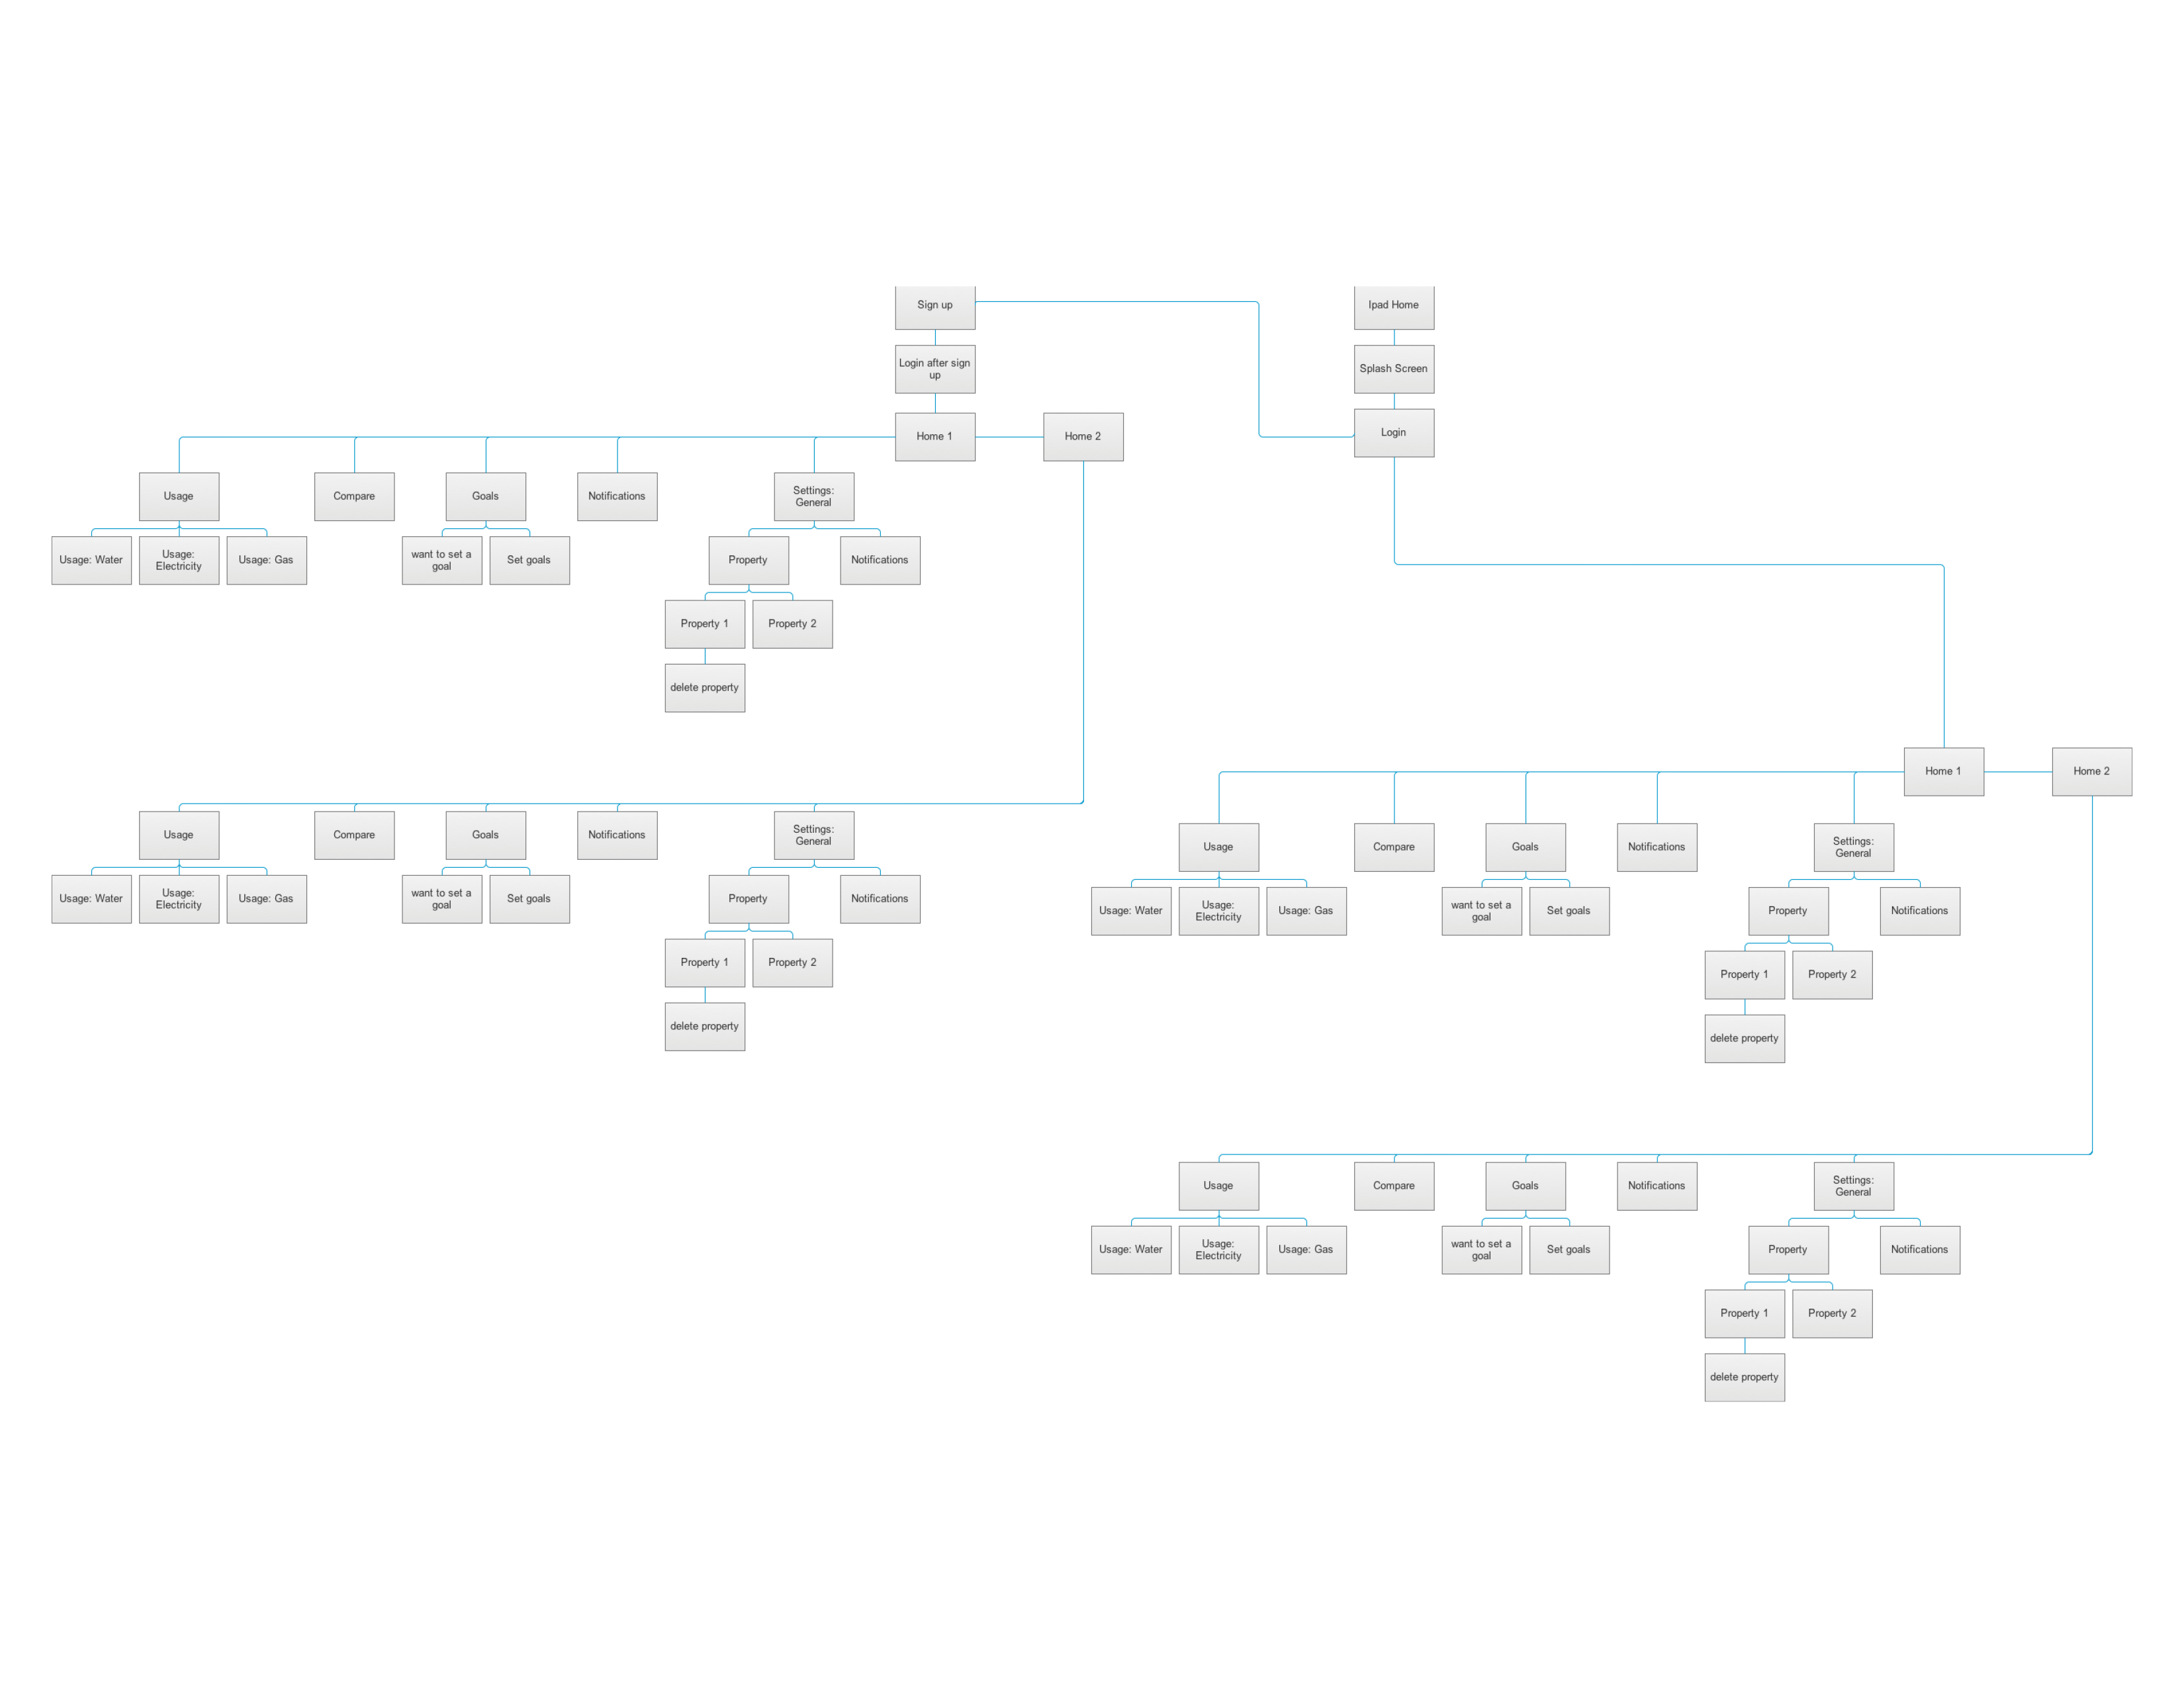 Sign up
Ipad Home
Login after sign
up
Splash Screen
Login
Home 1
Home 2
Usage
Compare
Goals
Notifications
Settings:
General
Usage: Water
Usage:
Electricity
Usage: Gas
want to set a
goal
Set goals
Property
Notifications
Property 1
Property 2
delete property
Home 1
Home 2
Usage
Compare
Goals
Notifications
Settings:
General
Usage: Water
Usage:
Electricity
Usage: Gas
want to set a
goal
Set goals
Property
Notifications
Property 1
Property 2
delete property
Usage
Compare
Goals
Notifications
Settings:
General
Usage: Water
Usage:
Electricity
Usage: Gas
want to set a
goal
Set goals
Property
Notifications
Property 1
Property 2
delete property
Usage
Compare
Goals
Notifications
Settings:
General
Usage: Water
Usage:
Electricity
Usage: Gas
want to set a
goal
Set goals
Property
Notifications
Property 1
Property 2
delete property